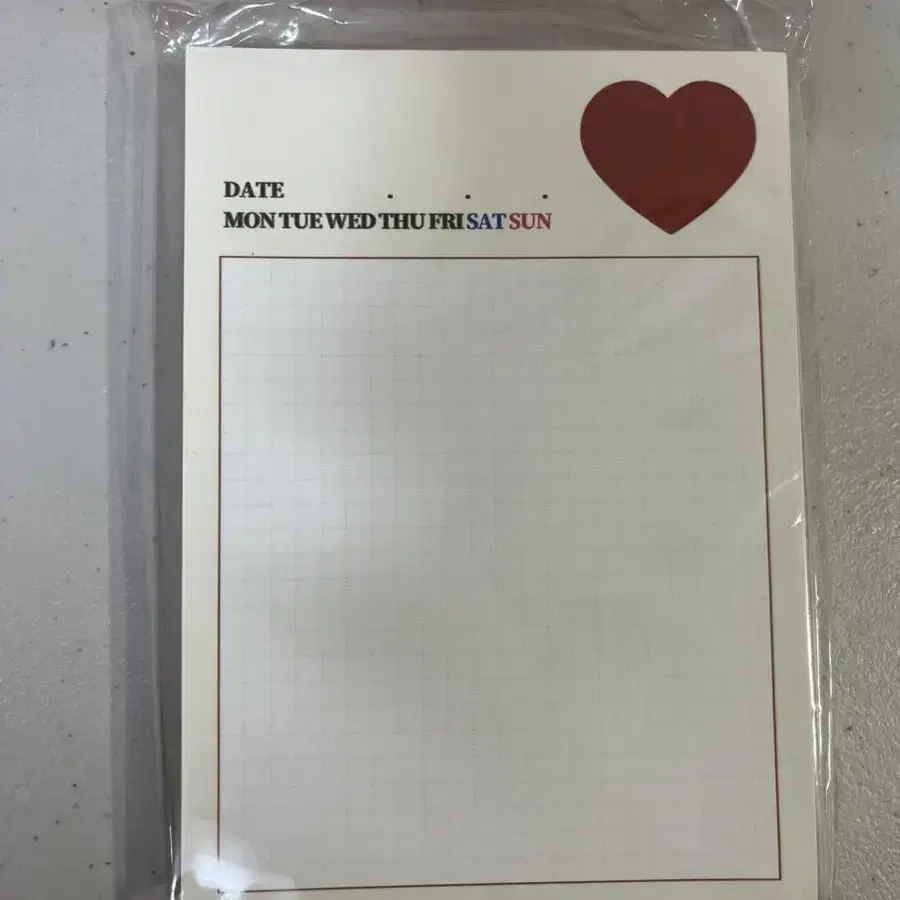 DATE . . .
MON TUE WED THU FRI SAT SUN